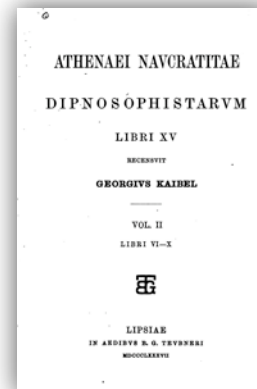 ATHENAEI NAVCRATITAE
DIPNOSOPHISTARVM
LIBRI XV
RECENSVIT
GEORGIVS KAIBEL
VOL. II
LIBRI VI—X
LIPSIAE
IN AEDIBVS B. G. TEVBNERI
MDCCCLXXXVII